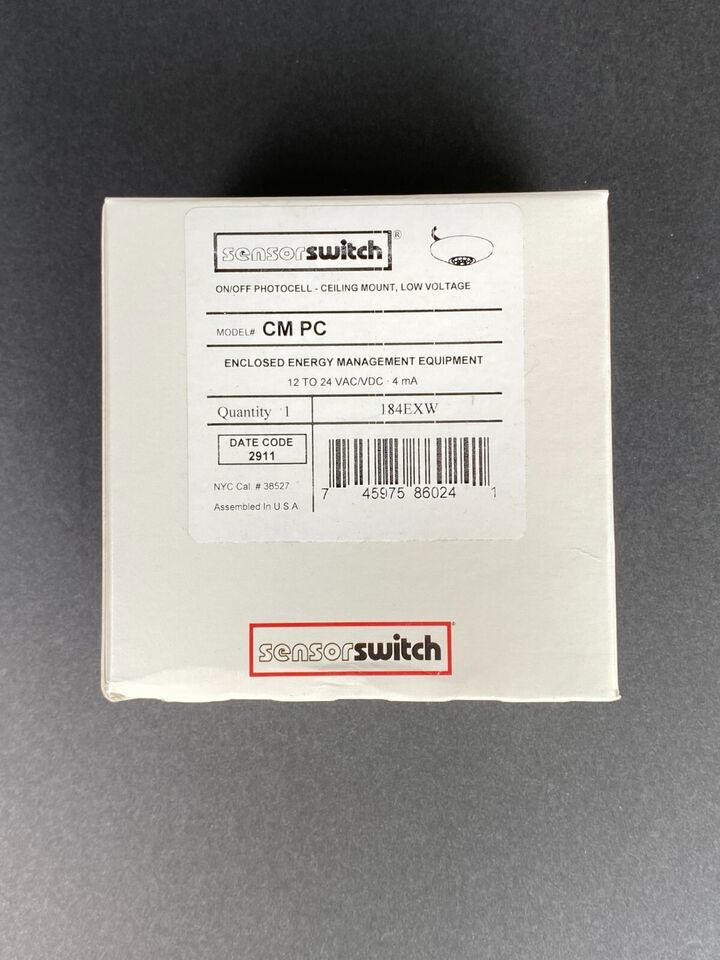 sensorswitch®
ON/OFF PHOTOCELL - CEILING MOUNT, LOW VOLTAGE
MODEL# CM PC
ENCLOSED ENERGY MANAGEMENT EQUIPMENT
12 TO 24 VAC/VDC · 4 mA
Quantity 1 184EXW
DATE CODE
2911
NYC Cal. # 38527
Assembled In U.S.A.
7 45975 86024 1
sensorswitch